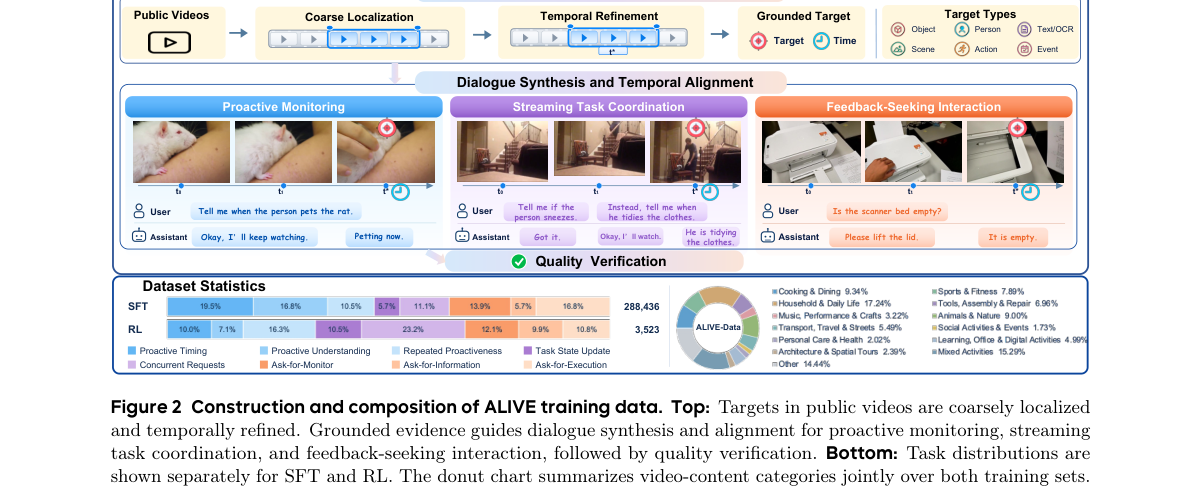 Public Videos
Coarse Localization
Temporal Refinement
t*
Grounded Target
Target
Time
Target Types
Object
Person
Text/OCR
Scene
Action
Event
Dialogue Synthesis and Temporal Alignment
Proactive Monitoring
t₀
t₁
t*
User
Tell me when the person pets the rat.
Assistant
Okay, I' ll keep watching.
Petting now.
Streaming Task Coordination
t₀
t₁
t*
User
Tell me if the
person sneezes.
Instead, tell me when
he tidies the clothes.
Assistant
Got it.
Okay, I' ll watch.
He is tidying
the clothes.
Feedback-Seeking Interaction
t₀
t₁
t*
User
Is the scanner bed empty?
Assistant
Please lift the lid.
It is empty.
Quality Verification
Dataset Statistics
SFT 19.5% 16.8% 10.5% 5.7% 11.1% 13.9% 5.7% 16.8% 288,436
RL 10.0% 7.1% 16.3% 10.5% 23.2% 12.1% 9.9% 10.8% 3,523
Proactive Timing Proactive Understanding Repeated Proactiveness Task State Update
Concurrent Requests Ask-for-Monitor Ask-for-Information Ask-for-Execution
ALIVE-Data
Cooking & Dining 9.34%
Household & Daily Life 17.24%
Music, Performance & Crafts 3.22%
Transport, Travel & Streets 5.49%
Personal Care & Health 2.02%
Architecture & Spatial Tours 2.39%
Other 14.44%
Sports & Fitness 7.89%
Tools, Assembly & Repair 6.96%
Animals & Nature 9.00%
Social Activities & Events 1.73%
Learning, Office & Digital Activities 4.99%
Mixed Activities 15.29%
Figure 2 Construction and composition of ALIVE training data. Top: Targets in public videos are coarsely localized
and temporally refined. Grounded evidence guides dialogue synthesis and alignment for proactive monitoring, streaming
task coordination, and feedback-seeking interaction, followed by quality verification. Bottom: Task distributions are
shown separately for SFT and RL. The donut chart summarizes video-content categories jointly over both training sets.